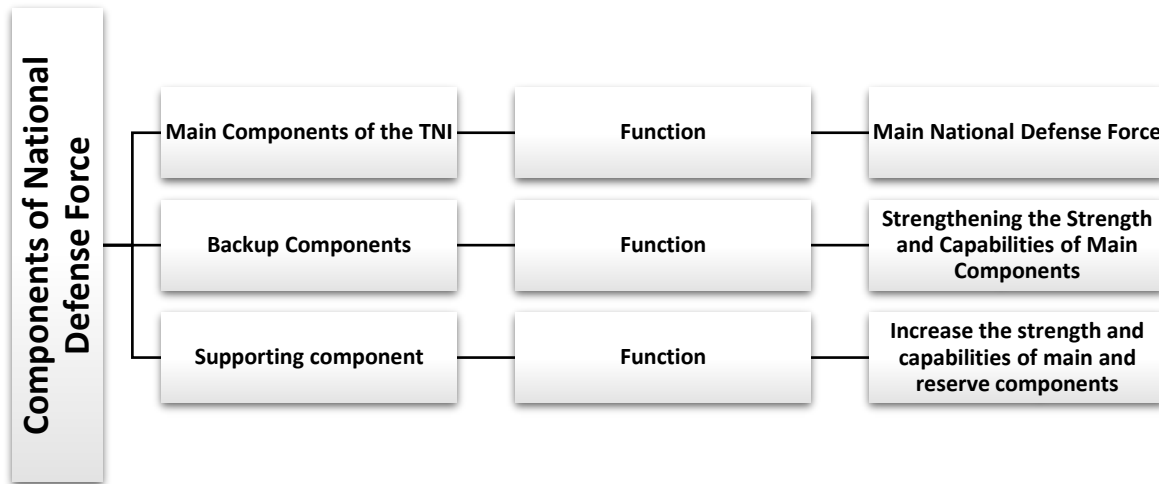 Components of National
Defense Force
Main Components of the TNI
Function
Main National Defense Force
Backup Components
Function
Strengthening the Strength
and Capabilities of Main
Components
Supporting component
Function
Increase the strength and
capabilities of main and
reserve components